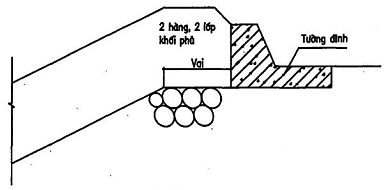 2 hàng, 2 lớp
khối phủ
Tường đỉnh
Vai